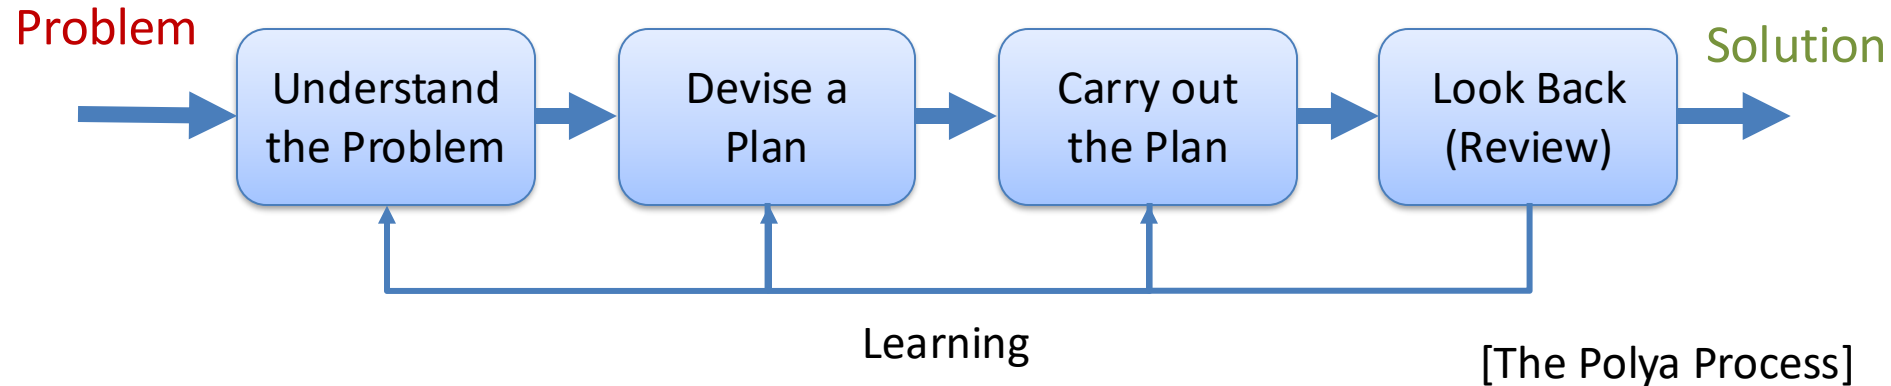 Problem
Understand
the Problem
Devise a
Plan
Carry out
the Plan
Look Back
(Review)
Solution
Learning
[The Polya Process]